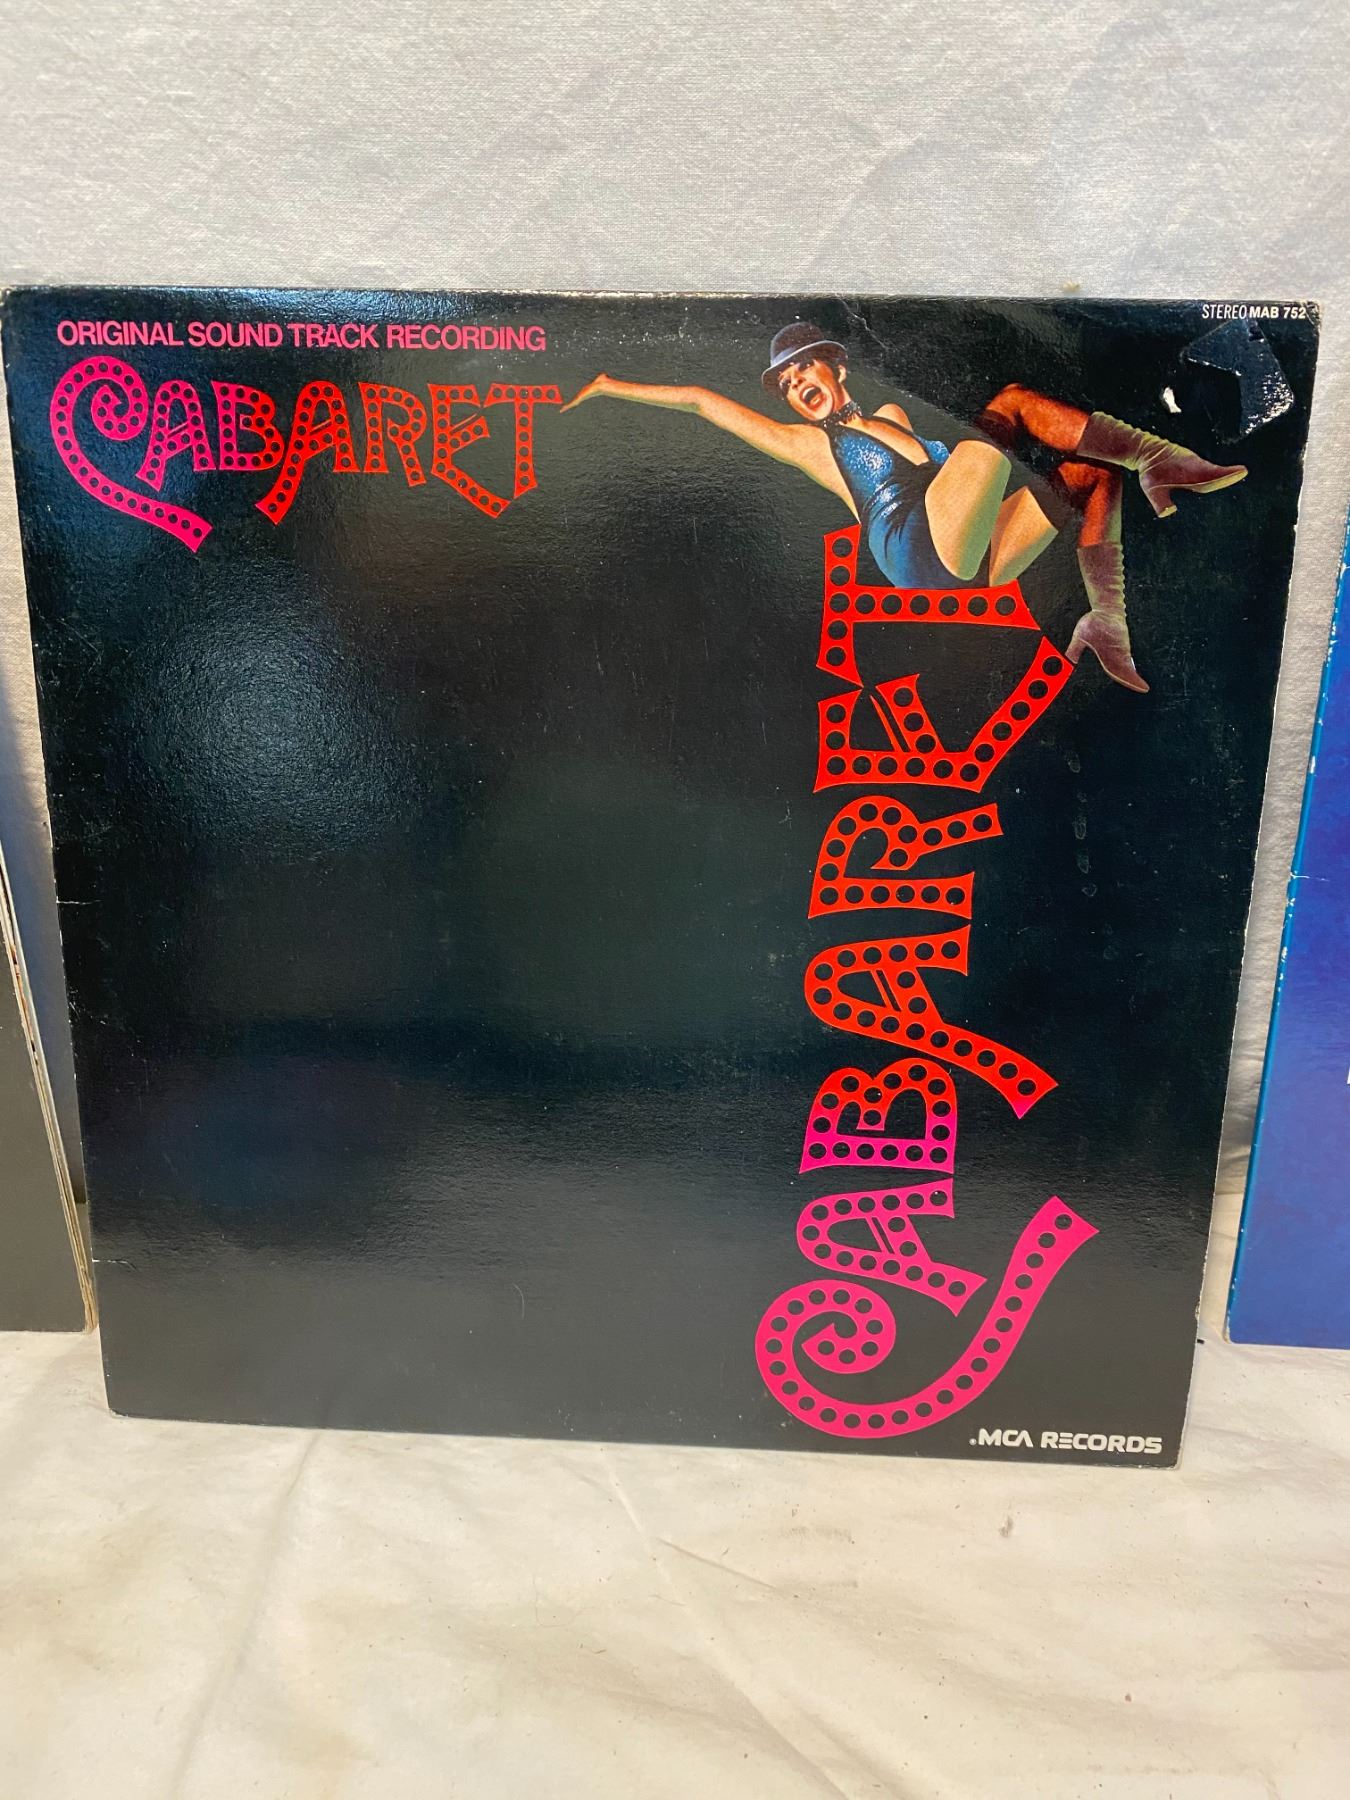 ORIGINAL SOUND TRACK RECORDING
STEREO MAB 752
CABARET
CABARET
MCA RECORDS